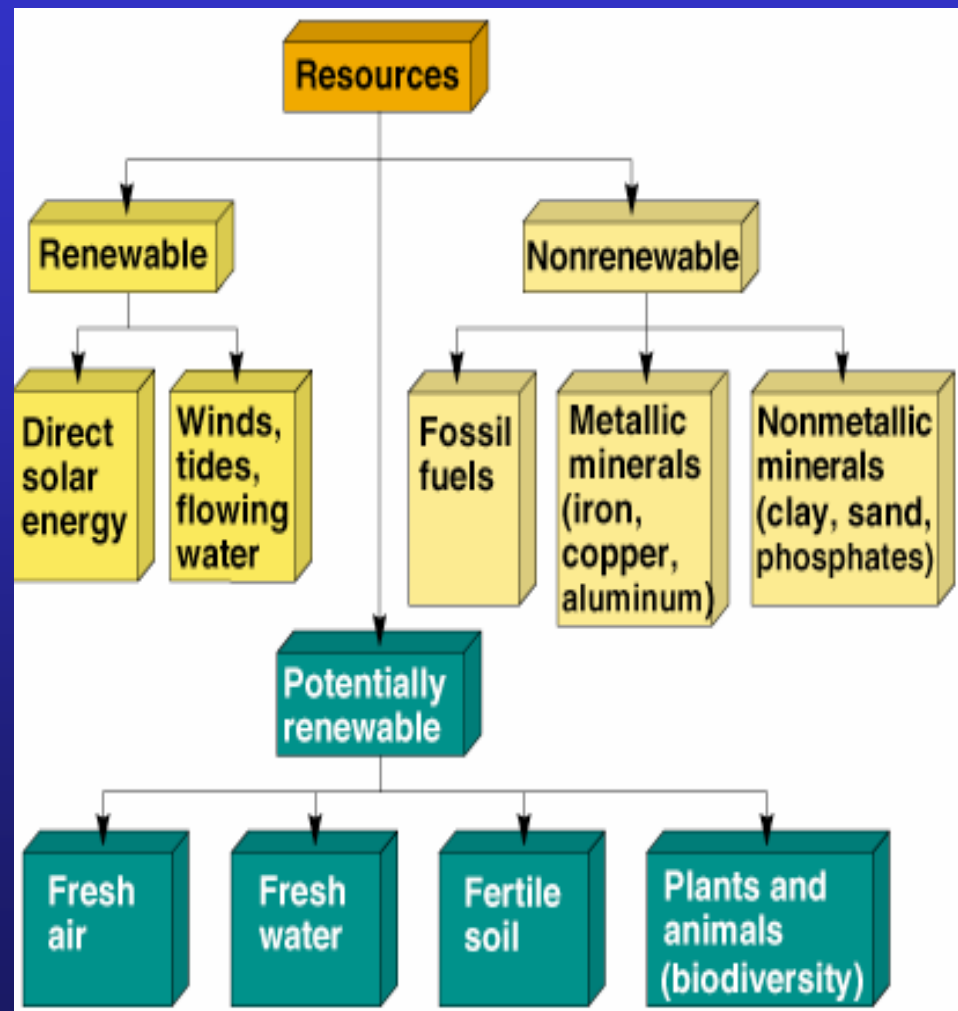 Resources
Renewable
Nonrenewable
Direct
solar
energy
Winds,
tides,
flowing
water
Fossil
fuels
Metallic
minerals
(iron,
copper,
aluminum)
Nonmetallic
minerals
(clay, sand,
phosphates)
Potentially
renewable
Fresh
air
Fresh
water
Fertile
soil
Plants and
animals
(biodiversity)